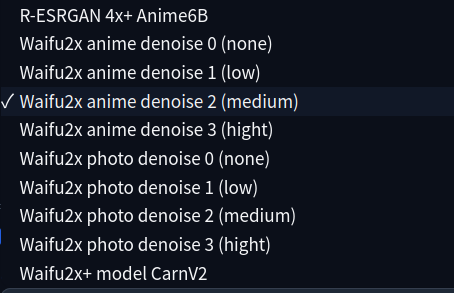 R-ESRGAN 4x+ Anime6B
Waifu2x anime denoise 0 (none)
Waifu2x anime denoise 1 (low)
✓ Waifu2x anime denoise 2 (medium)
Waifu2x anime denoise 3 (hight)
Waifu2x photo denoise 0 (none)
Waifu2x photo denoise 1 (low)
Waifu2x photo denoise 2 (medium)
Waifu2x photo denoise 3 (hight)
Waifu2x+ model CarnV2